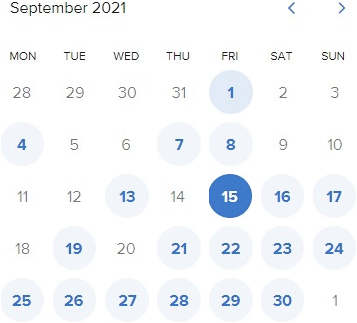 September 2021
MON TUE WED THU FRI SAT SUN
28 29 30 31 1 2 3
4 5 6 7 8 9 10
11 12 13 14 15 16 17
18 19 20 21 22 23 24
25 26 27 28 29 30 1